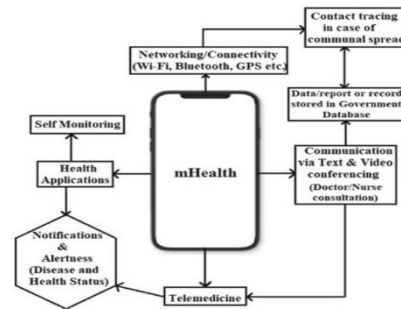 Contact tracing
in case of
communal spread
Networking/Connectivity
(Wi-Fi, Bluetooth, GPS etc.)
Data/report or record
stored in Government
Database
Self Monitoring
Health
Applications
mHealth
Communication
via Text & Video
conferencing
(Doctor/Nurse
consultation)
Notifications
&
Alertness
(Disease and
Health Status)
Telemedicine